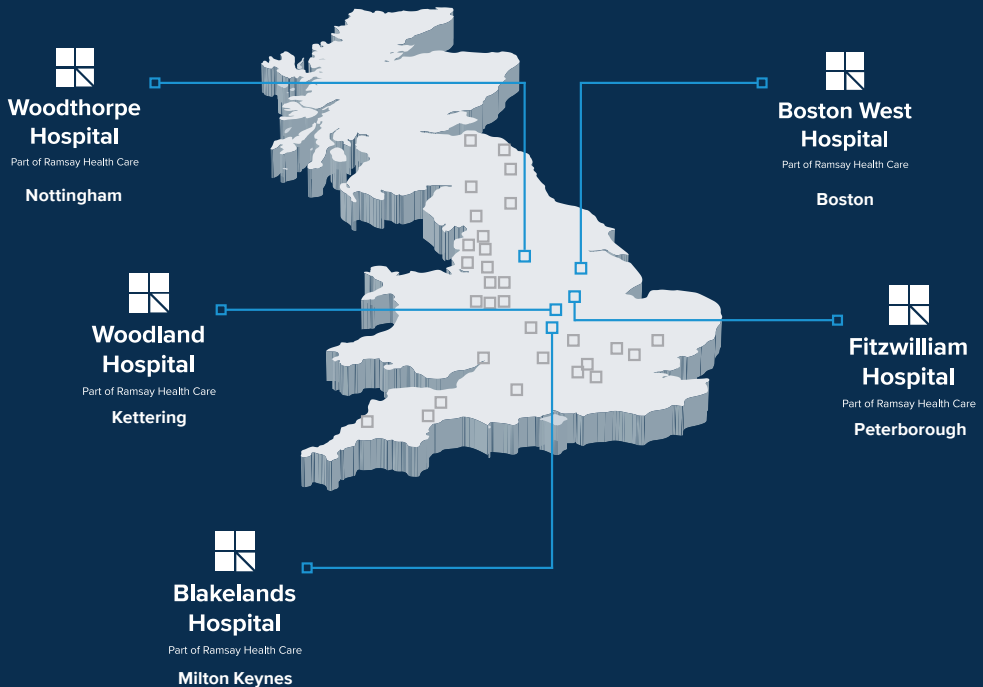 Woodthorpe
Hospital
Part of Ramsay Health Care
Nottingham
Boston West
Hospital
Part of Ramsay Health Care
Boston
Woodland
Hospital
Part of Ramsay Health Care
Kettering
Fitzwilliam
Hospital
Part of Ramsay Health Care
Peterborough
Blakelands
Hospital
Part of Ramsay Health Care
Milton Keynes